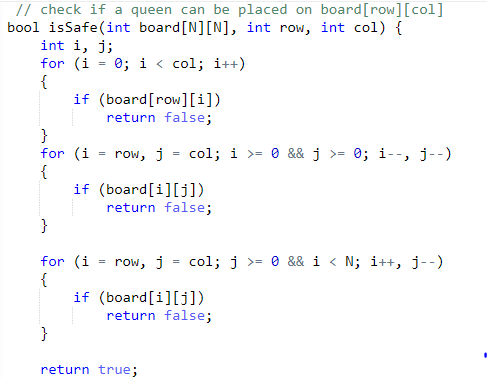 // check if a queen can be placed on board[row][col]
bool isSafe(int board[N][N], int row, int col) {
int i, j;
for (i = 0; i < col; i++)
{
if (board[row][i])
return false;
}
for (i = row, j = col; i >= 0 && j >= 0; i--, j--)
{
if (board[i][j])
return false;
}
for (i = row, j = col; j >= 0 && i < N; i++, j--)
{
if (board[i][j])
return false;
}
return true;